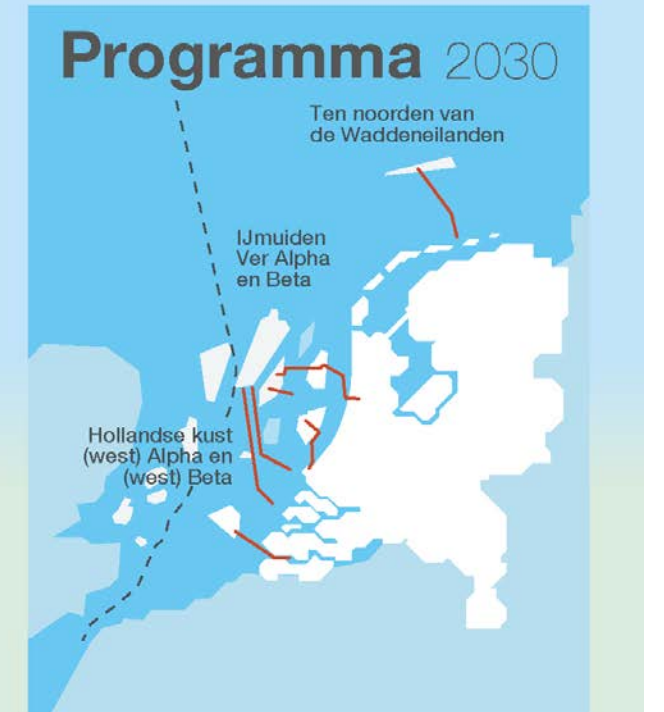 Programma 2030
Ten noorden van
de Waddeneilanden
IJmuiden
Ver Alpha
en Beta
Hollandse kust
(west) Alpha en
(west) Beta